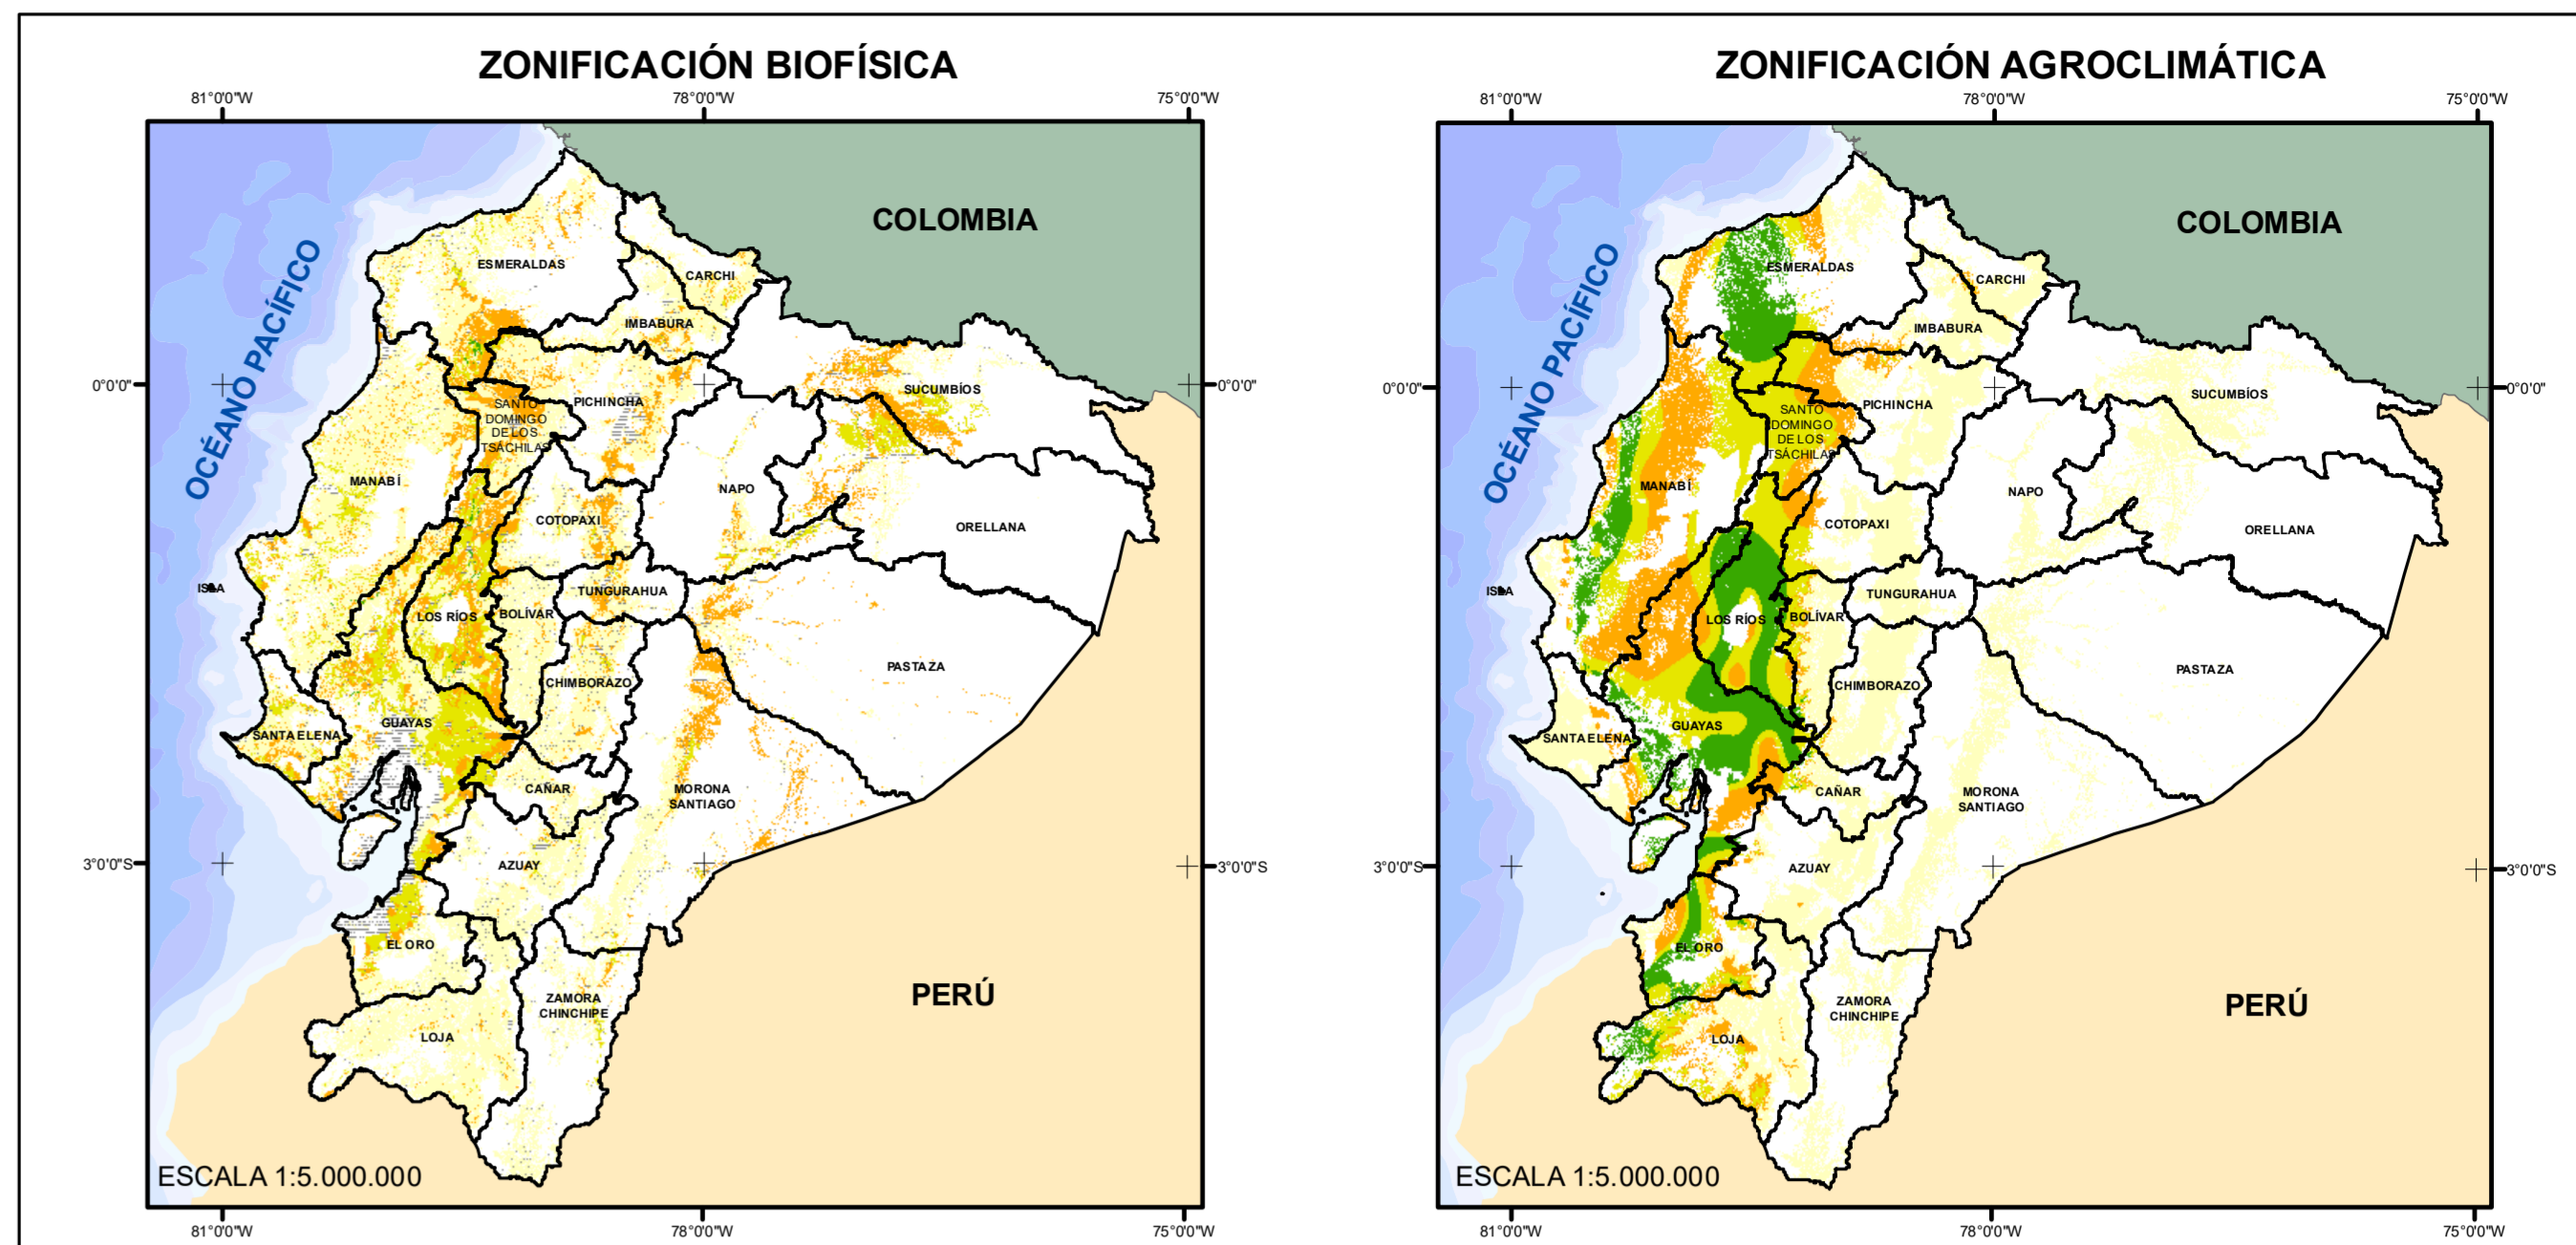 ZONIFICACIÓN BIOFÍSICA
81°0'0"W
78°0'0"W
75°0'0"W
COLOMBIA
OCÉANO PACÍFICO
ESMERALDAS
CARCHI
IMBABURA
0°0'0"
0°0'0"
SUCUMBÍOS
PICHINCHA
SANTO
DOMINGO
DE LOS
TSÁCHILAS
MANABÍ
NAPO
COTOPAXI
ORELLANA
ISLA
TUNGURAHUA
LOS RÍOS
BOLÍVAR
PASTAZA
CHIMBORAZO
GUAYAS
SANTA ELENA
CAÑAR
MORONA
SANTIAGO
3°0'0"S
3°0'0"S
AZUAY
EL ORO
ZAMORA
CHINCHIPE
PERÚ
LOJA
ESCALA 1:5.000.000
81°0'0"W
78°0'0"W
75°0'0"W
ZONIFICACIÓN AGROCLIMÁTICA
81°0'0"W
78°0'0"W
75°0'0"W
COLOMBIA
OCÉANO PACÍFICO
ESMERALDAS
CARCHI
IMBABURA
0°0'0"
0°0'0"
SUCUMBÍOS
PICHINCHA
SANTO
DOMINGO
DE LOS
TSÁCHILAS
MANABÍ
NAPO
COTOPAXI
ORELLANA
ISLA
TUNGURAHUA
LOS RÍOS
BOLÍVAR
PASTAZA
CHIMBORAZO
GUAYAS
SANTA ELENA
CAÑAR
MORONA
SANTIAGO
3°0'0"S
3°0'0"S
AZUAY
EL ORO
ZAMORA
CHINCHIPE
PERÚ
LOJA
ESCALA 1:5.000.000
81°0'0"W
78°0'0"W
75°0'0"W